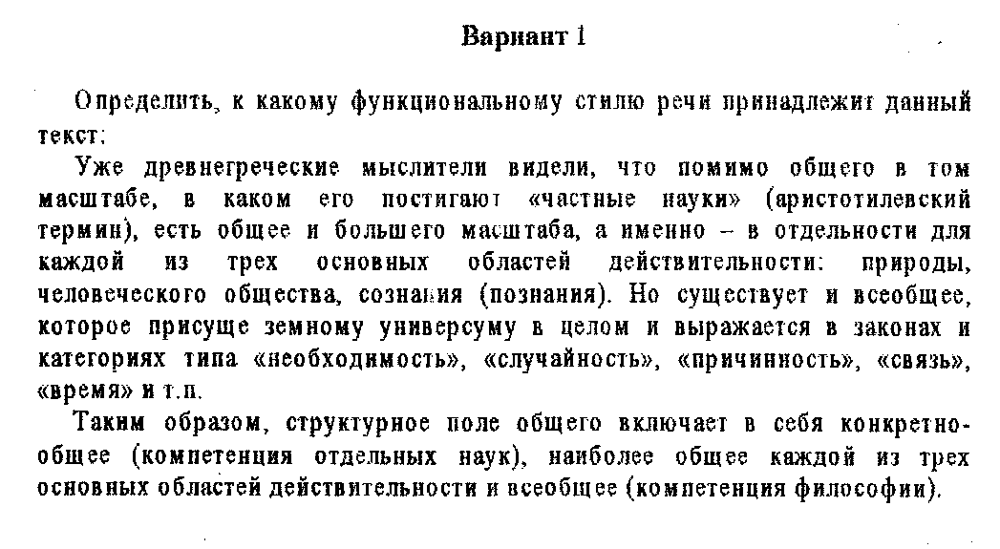 Вариант 1
Определить, к какому функциональному стилю речи принадлежит данный
текст:
Уже древнегреческие мыслители видели, что помимо общего в том
масштабе, в каком его постигают «частные науки» (аристотилевский
термин), есть общее и большего масштаба, а именно – в отдельности для
каждой из трех основных областей действительности: природы,
человеческого общества, сознания (познания). Но существует и всеобщее,
которое присуще земному универсуму в целом и выражается в законах и
категориях типа «необходимость», «случайность», «причинность», «связь»,
«время» и т.п.
Таким образом, структурное поле общего включает в себя конкретно-
общее (компетенция отдельных наук), наиболее общее каждой из трех
основных областей действительности и всеобщее (компетенция философии).